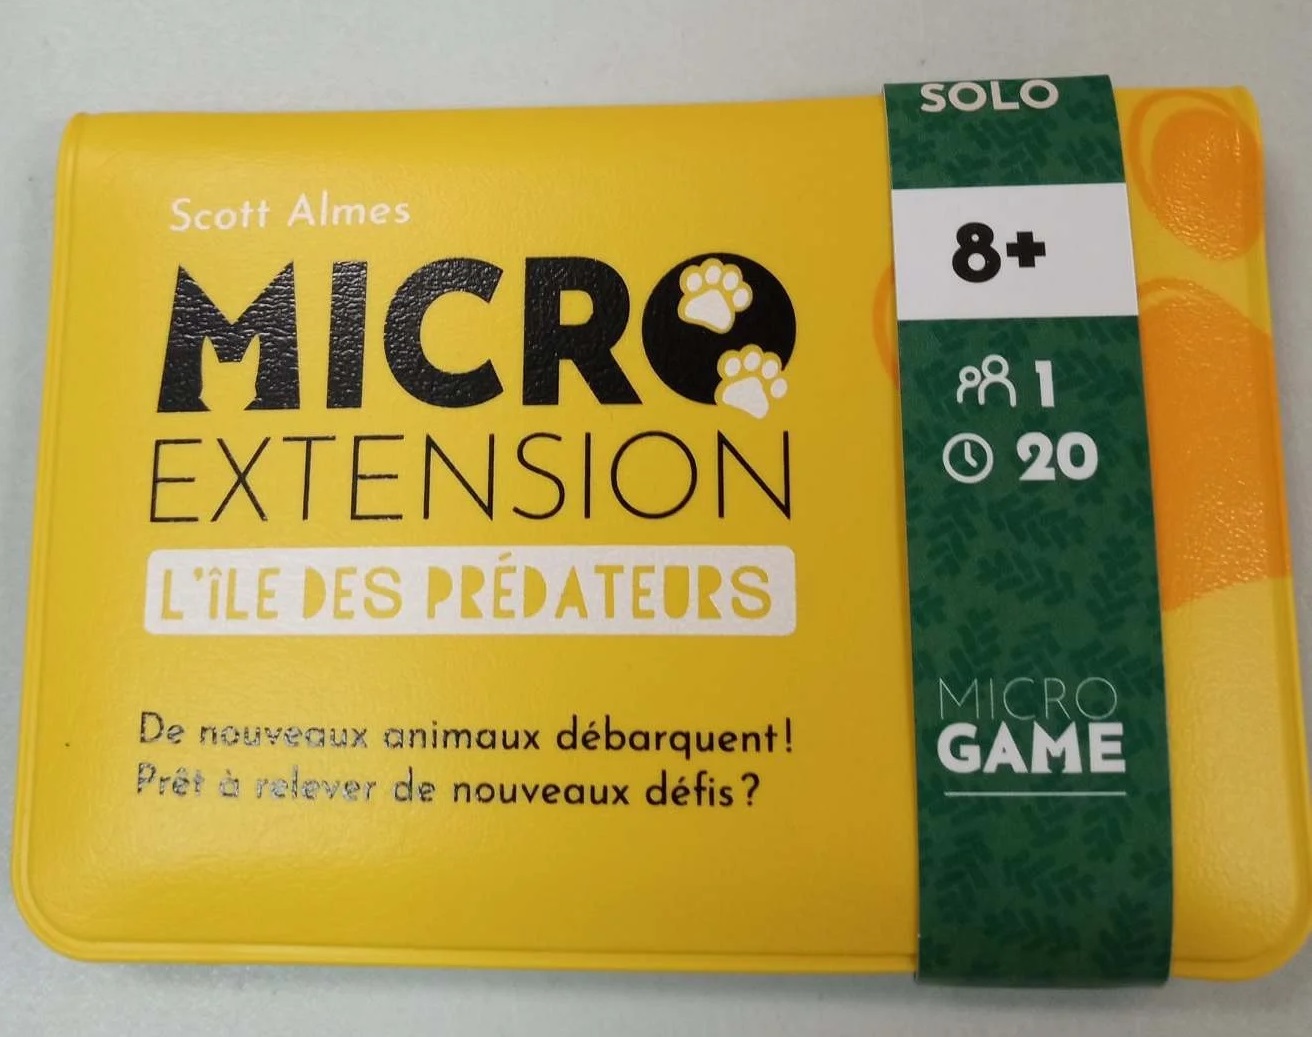 Scott Almes
MICRO
EXTENSION
L'ÎLE DES PRÉDATEURS
De nouveaux animaux débarquent!
Prêt à relever de nouveaux défis?
SOLO
8+
1
20
MICRO
GAME